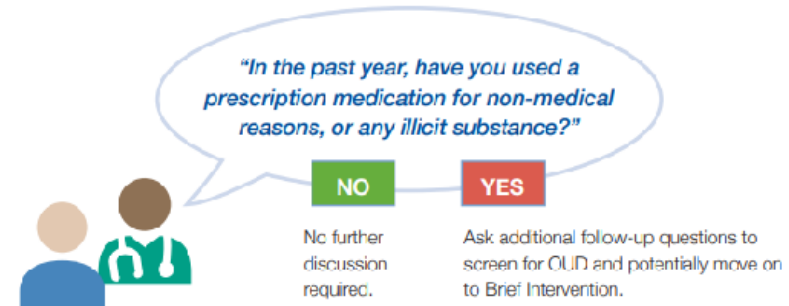 "In the past year, have you used a
prescription medication for non-medical
reasons, or any illicit substance?"
NO
YES
No further
discussion
required.
Ask additional follow-up questions to
screen for OUD and potentially move on
to Brief Intervention.